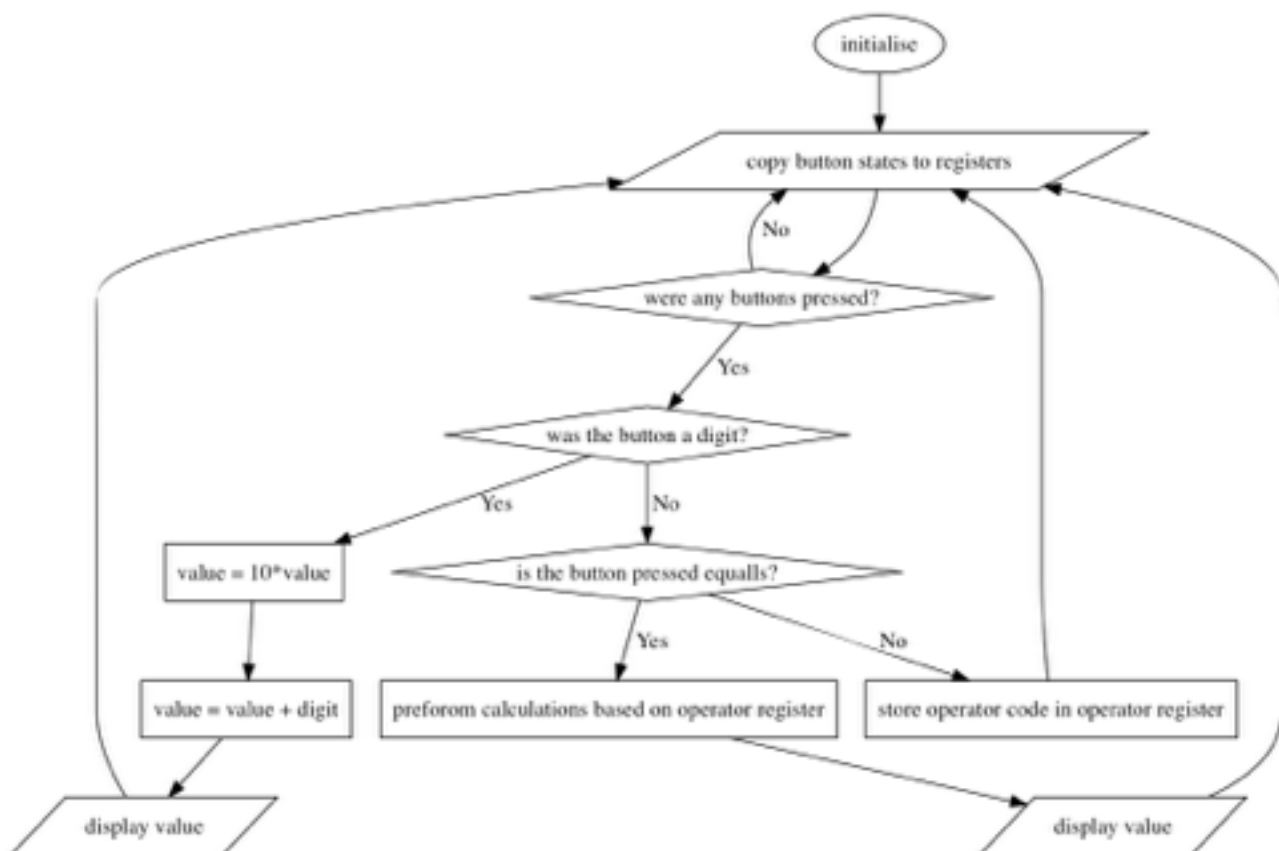 initialise
copy button states to registers
No
were any buttons pressed?
Yes
was the button a digit?
Yes
No
value = 10*value
is the button pressed equalls?
Yes
No
value = value + digit
preforom calculations based on operator register
store operator code in operator register
display value
display value